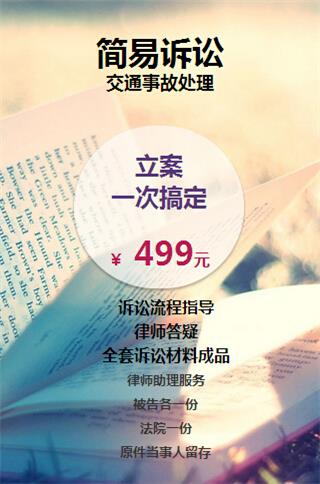 简易诉讼
交通事故处理
立案
一次搞定
¥ 499元
诉讼流程指导
律师答疑
全套诉讼材料成品
律师助理服务
被告各一份
法院一份
原件当事人留存